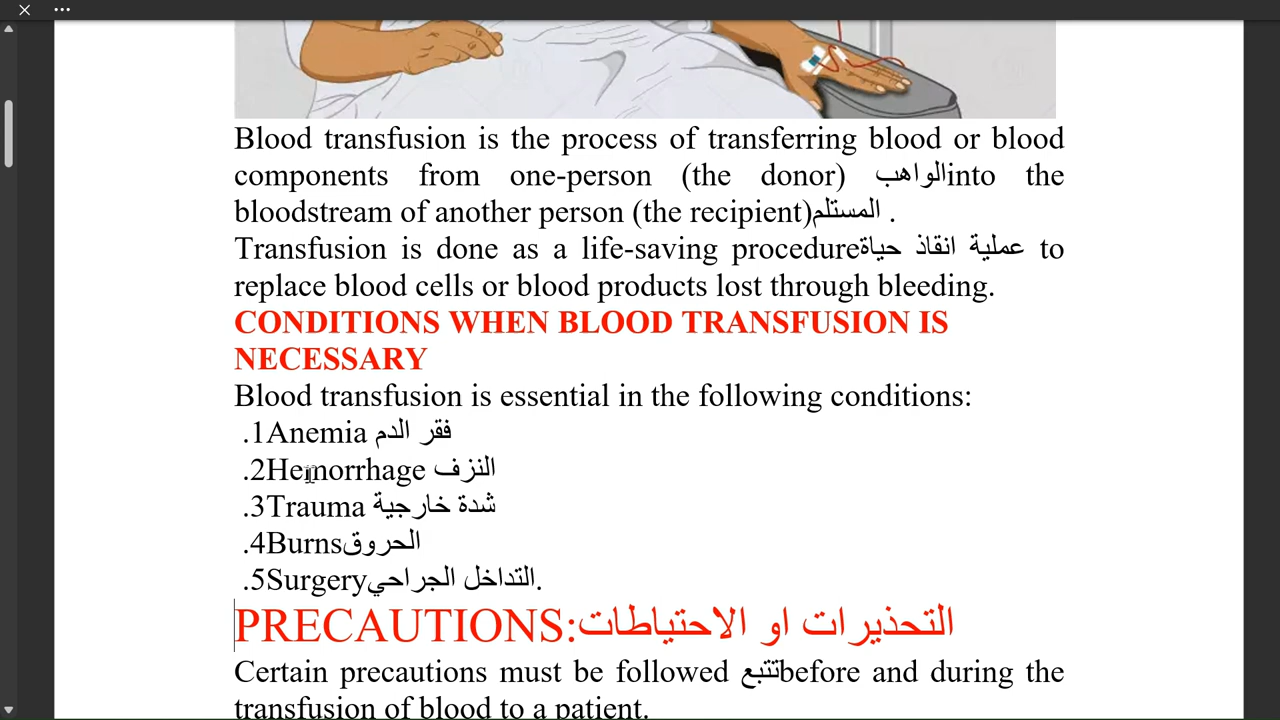 Blood transfusion is the process of transferring blood or blood
components from one-person (the donor) الواهب into the
bloodstream of another person (the recipient)المستلم .
Transfusion is done as a life-saving procedureعملية انقاذ حياة to
replace blood cells or blood products lost through bleeding.
CONDITIONS WHEN BLOOD TRANSFUSION IS
NECESSARY
Blood transfusion is essential in the following conditions:
.1Anemia فقر الدم
.2Hemorrhage النزف
.3Trauma شدة خارجية
.4Burnsالحروق
.5Surgeryالتداخل الجراحي.
PRECAUTIONS:التحذيرات او الاحتياطات
Certain precautions must be followed تتبعbefore and during the
transfusion of blood to a patient.